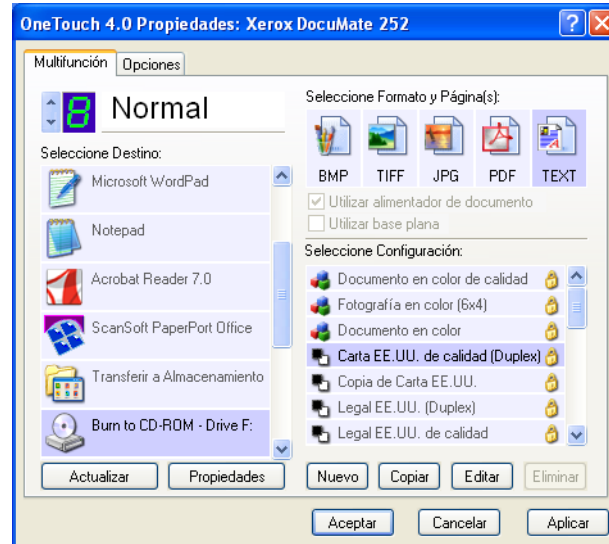 OneTouch 4.0 Propiedades: Xerox DocuMate 252
Multifunción
Opciones
8
Normal
Seleccione Destino:
Microsoft WordPad
Notepad
Acrobat Reader 7.0
ScanSoft PaperPort Office
Transferir a Almacenamiento
Burn to CD-ROM - Drive F:
Actualizar
Propiedades
Seleccione Formato y Página(s):
BMP
TIFF
JPG
PDF
TEXT
Utilizar alimentador de documento
Utilizar base plana
Seleccione Configuración:
Documento en color de calidad
Fotografía en color (6x4)
Documento en color
Carta EE.UU. de calidad (Duplex)
Copia de Carta EE.UU.
Legal EE.UU. (Duplex)
Legal EE.UU. de calidad
Nuevo
Copiar
Editar
Eliminar
Aceptar
Cancelar
Aplicar